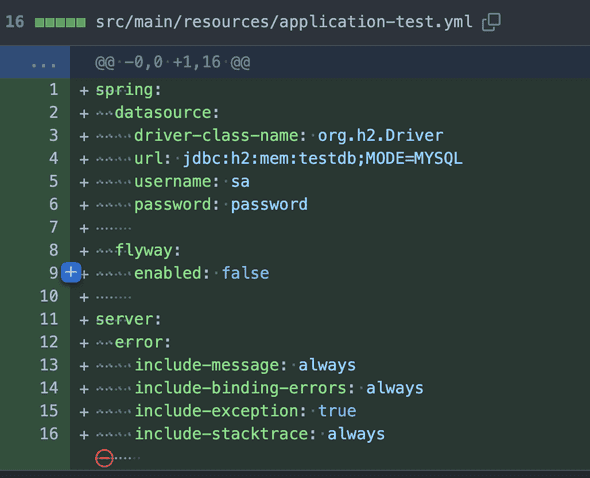 16 src/main/resources/application-test.yml
... @@ -0,0 +1,16 @@
1 + spring:
2 +   datasource:
3 +     driver-class-name: org.h2.Driver
4 +     url: jdbc:h2:mem:testdb;MODE=MYSQL
5 +     username: sa
6 +     password: password
7 +
8 +   flyway:
9 +     enabled: false
10 +
11 + server:
12 +   error:
13 +     include-message: always
14 +     include-binding-errors: always
15 +     include-exception: true
16 +     include-stacktrace: always